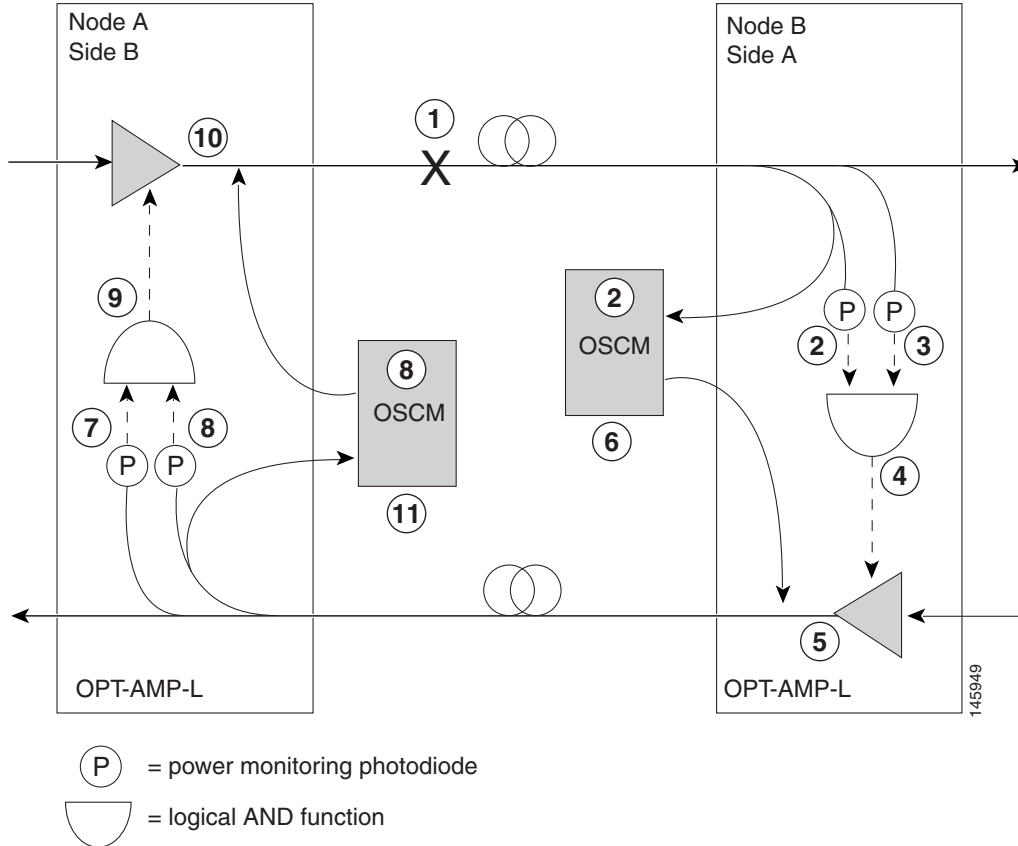 Node A
Side B
Node B
Side A
1
10
X
9
2
OSCM
P
P
2
3
8
OSCM
7
8
6
4
P
P
11
5
OPT-AMP-L
OPT-AMP-L
145949
P = power monitoring photodiode
= logical AND function